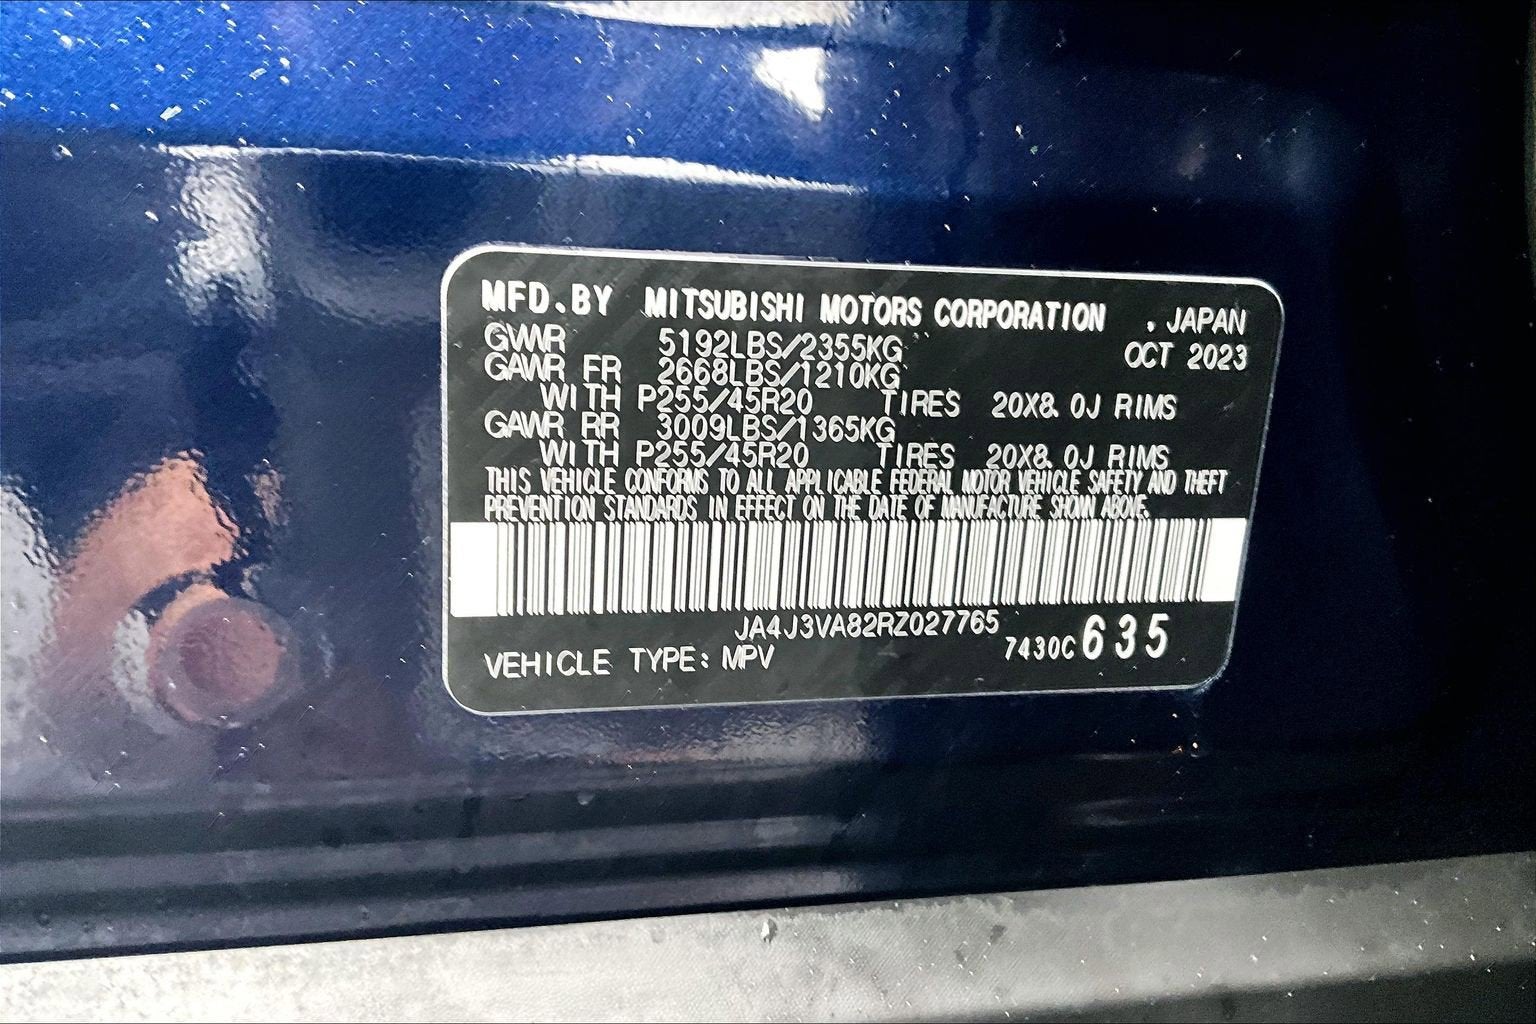 MFD.BY MITSUBISHI MOTORS CORPORATION . JAPAN
GWR 5192LBS/2355KG OCT 2023
GAWR FR 2668LBS/1210KG
WITH P255/45R20 TIRES 20X8.0J RIMS
GAWR RR 3009LBS/1365KG
WITH P255/45R20 TIRES 20X8.0J RIMS
THIS VEHICLE CONFORMS TO ALL APPLICABLE FEDERAL MOTOR VEHICLE SAFETY AND THEFT
PREVENTION STANDARDS IN EFFECT ON THE DATE OF MANUFACTURE SHOWN ABOVE.
JA4J3VA82RZ027765
VEHICLE TYPE: MPV 7430C 635